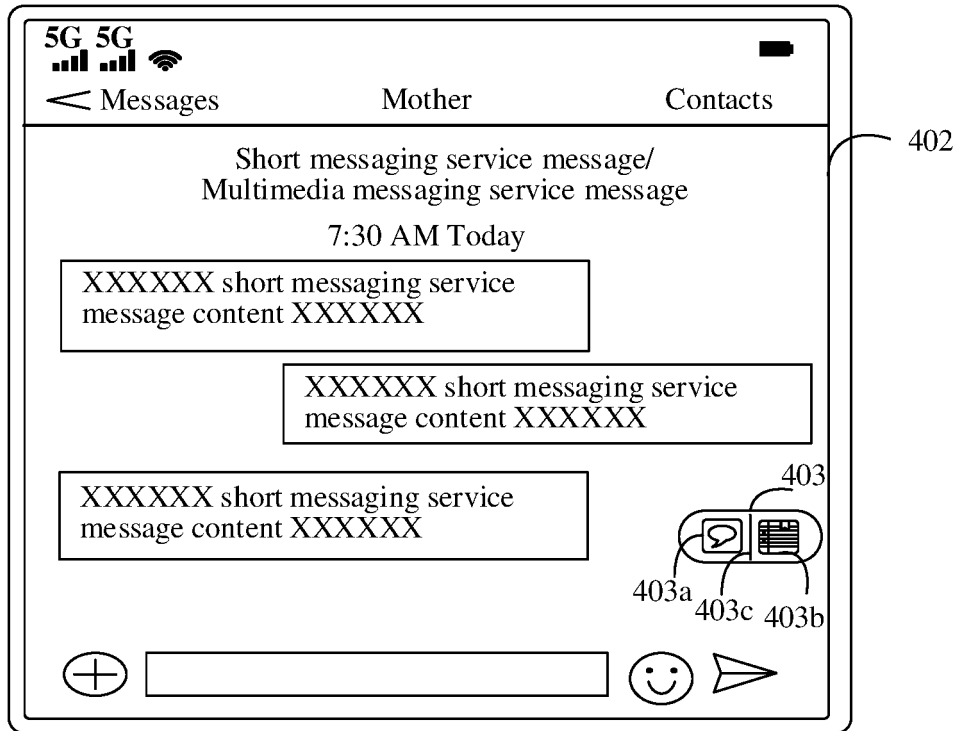 5G 5G
Messages Mother Contacts
402
Short messaging service message/
Multimedia messaging service message
7:30 AM Today
XXXXXX short messaging service
message content XXXXXX
XXXXXX short messaging service
message content XXXXXX
403
XXXXXX short messaging service
message content XXXXXX
403a
403c
403b